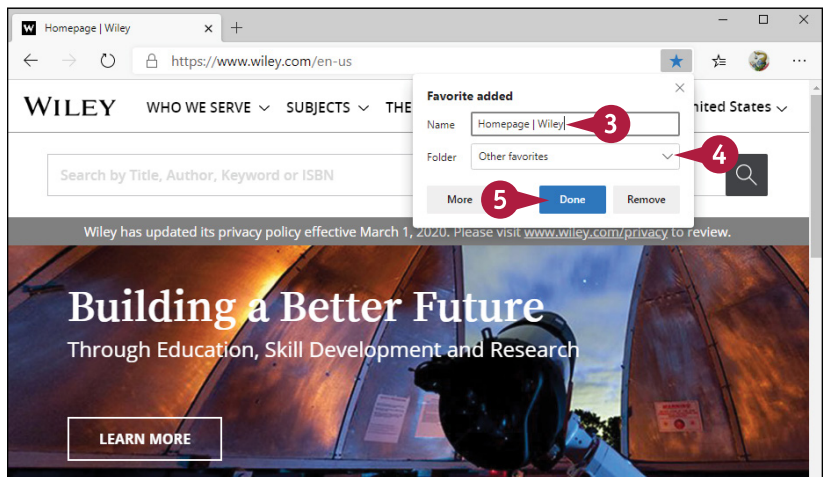 Homepage | Wiley
https://www.wiley.com/en-us
WILEY WHO WE SERVE SUBJECTS THE nited States
Favorite added
Name Homepage | Wiley 3
Folder Other favorites 4
More 5 Done Remove
Search by Title, Author, Keyword or ISBN
Wiley has updated its privacy policy effective March 1, 2020. Please visit www.wiley.com/privacy to review.
Building a Better Future
Through Education, Skill Development and Research
LEARN MORE